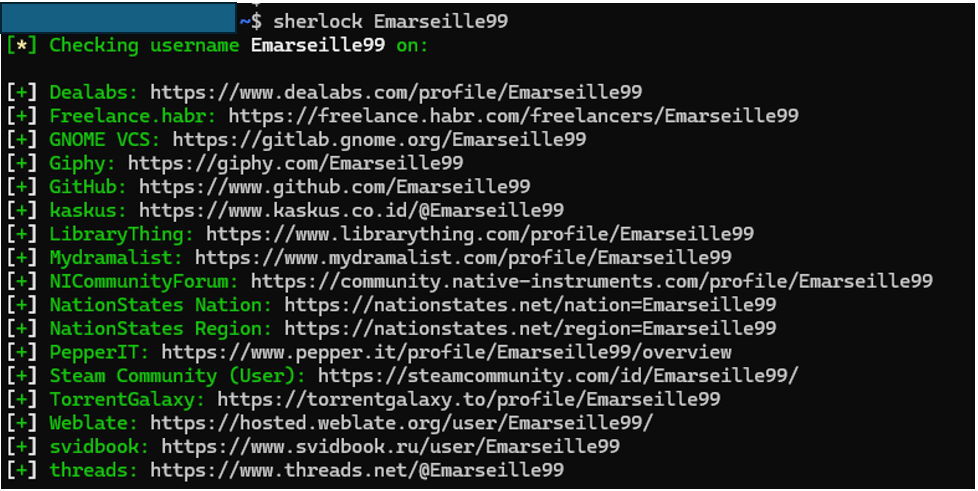 ~$ sherlock Emarseille99
[*] Checking username Emarseille99 on:
[+] Dealabs: https://www.dealabs.com/profile/Emarseille99
[+] Freelance.habr: https://freelance.habr.com/freelancers/Emarseille99
[+] GNOME VCS: https://gitlab.gnome.org/Emarseille99
[+] Giphy: https://giphy.com/Emarseille99
[+] GitHub: https://www.github.com/Emarseille99
[+] kaskus: https://www.kaskus.co.id/@Emarseille99
[+] LibraryThing: https://www.librarything.com/profile/Emarseille99
[+] Mydramalist: https://www.mydramalist.com/profile/Emarseille99
[+] NICommunityForum: https://community.native-instruments.com/profile/Emarseille99
[+] NationStates Nation: https://nationstates.net/nation=Emarseille99
[+] NationStates Region: https://nationstates.net/region=Emarseille99
[+] PepperIT: https://www.pepper.it/profile/Emarseille99/overview
[+] Steam Community (User): https://steamcommunity.com/id/Emarseille99/
[+] TorrentGalaxy: https://torrentgalaxy.to/profile/Emarseille99
[+] Weblate: https://hosted.weblate.org/user/Emarseille99/
[+] svidbook: https://www.svidbook.ru/user/Emarseille99
[+] threads: https://www.threads.net/@Emarseille99